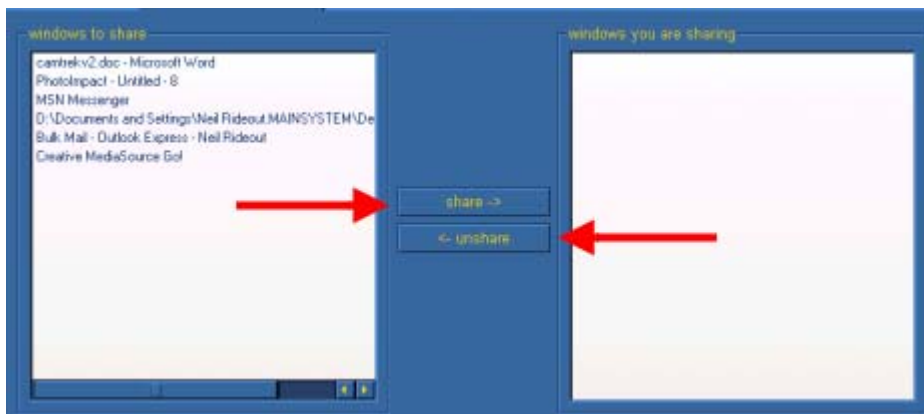 windows to share
windows you are sharing
camtrekv2.doc - Microsoft Word
PhotoImpact - Untitled - 8
MSN Messenger
D:\Documents and Settings\Neil Rideout.MAINSYSTEM\De
Bulk Mail - Outlook Express - Neil Rideout
Creative MediaSource Go!
share ->
<- unshare